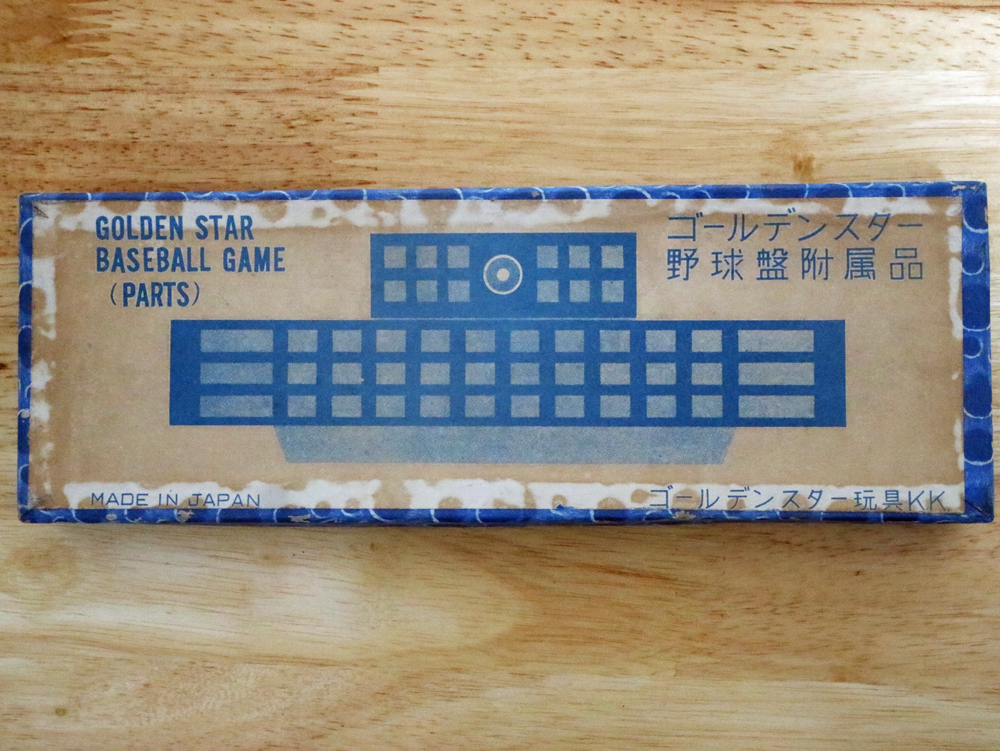 GOLDEN STAR
BASEBALL GAME
(PARTS)
ゴールデンスター
野球盤附属品
MADE IN JAPAN
ゴールデンスター玩具KK